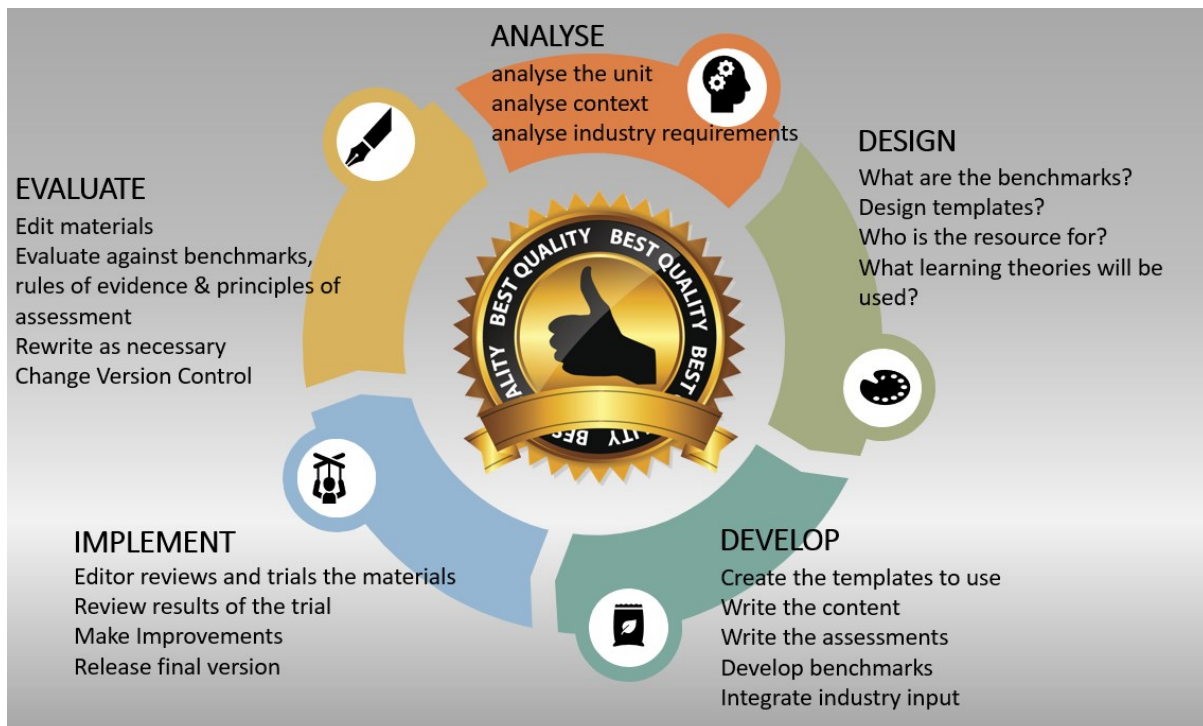 ANALYSE
analyse the unit
analyse context
analyse industry requirements
DESIGN
What are the benchmarks?
Design templates?
Who is the resource for?
What learning theories will be
used?
DEVELOP
Create the templates to use
Write the content
Write the assessments
Develop benchmarks
Integrate industry input
IMPLEMENT
Editor reviews and trials the materials
Review results of the trial
Make Improvements
Release final version
EVALUATE
Edit materials
Evaluate against benchmarks,
rules of evidence & principles of
assessment
Rewrite as necessary
Change Version Control
BEST QUALITY BEST QUALITY BEST